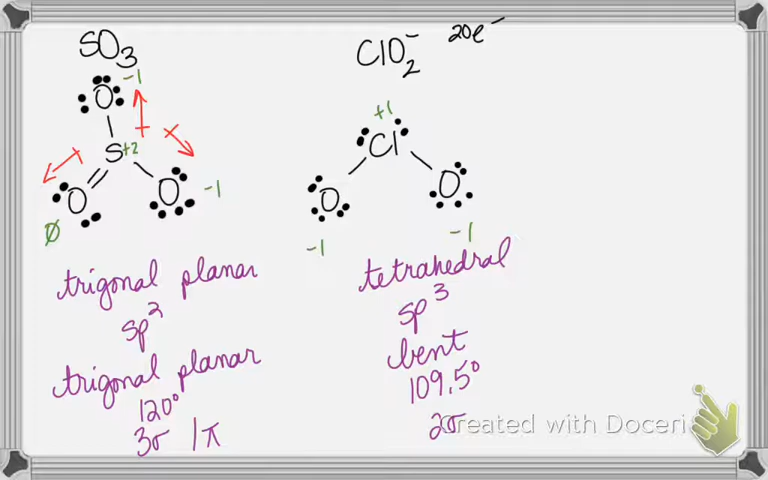 SO3
ClO2⁻ 20e⁻
O -1
S +2
O
Ø
O -1
+1
Cl
O
-1
O
-1
trigonal planar
sp²
trigonal planar
120°
3σ 1π
tetrahedral
sp³
bent
109.5°
2σ
Created with Doceri